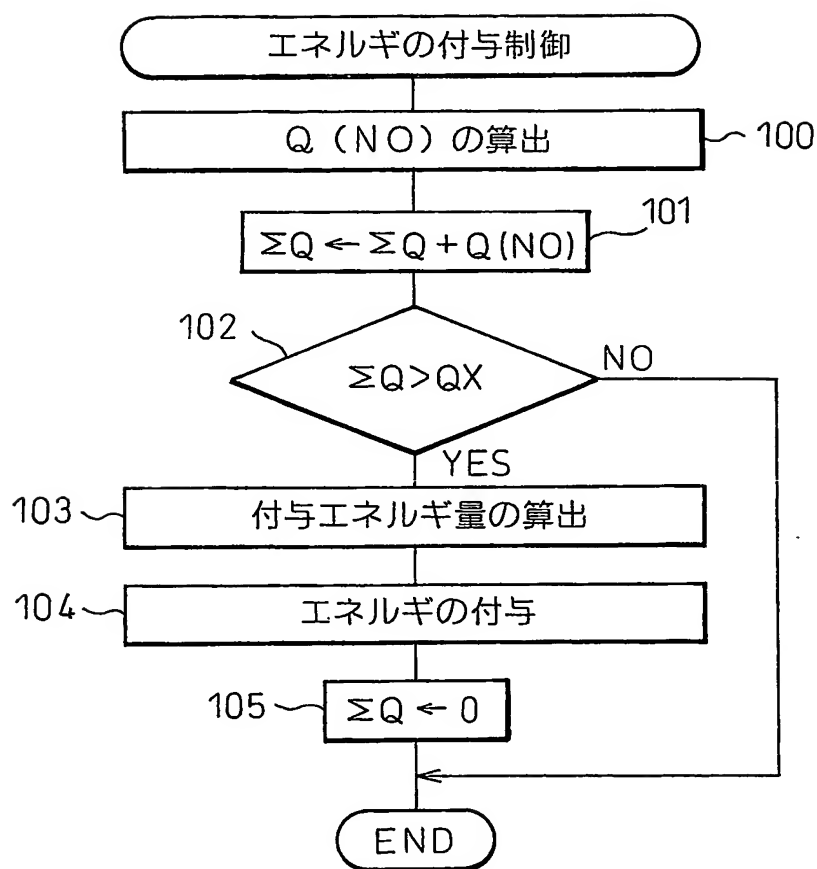 エネルギの付与制御
Q(NO)の算出
100
ΣQ←ΣQ+Q(NO)
101
102
ΣQ>QX
NO
YES
103
付与エネルギ量の算出
104
エネルギの付与
105
ΣQ←0
END